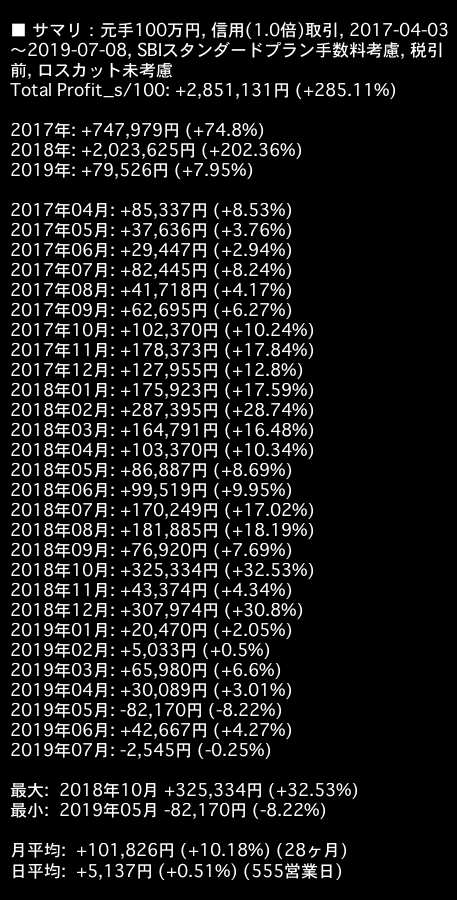 ■ サマリ : 元手100万円, 信用(1.0倍)取引, 2017-04-03
〜2019-07-08, SBIスタンダードプラン手数料考慮, 税引
前, ロスカット未考慮
Total Profit_s/100: +2,851,131円 (+285.11%)
2017年: +747,979円 (+74.8%)
2018年: +2,023,625円 (+202.36%)
2019年: +79,526円 (+7.95%)
2017年04月: +85,337円 (+8.53%)
2017年05月: +37,636円 (+3.76%)
2017年06月: +29,447円 (+2.94%)
2017年07月: +82,445円 (+8.24%)
2017年08月: +41,718円 (+4.17%)
2017年09月: +62,695円 (+6.27%)
2017年10月: +102,370円 (+10.24%)
2017年11月: +178,373円 (+17.84%)
2017年12月: +127,955円 (+12.8%)
2018年01月: +175,923円 (+17.59%)
2018年02月: +287,395円 (+28.74%)
2018年03月: +164,791円 (+16.48%)
2018年04月: +103,370円 (+10.34%)
2018年05月: +86,887円 (+8.69%)
2018年06月: +99,519円 (+9.95%)
2018年07月: +170,249円 (+17.02%)
2018年08月: +181,885円 (+18.19%)
2018年09月: +76,920円 (+7.69%)
2018年10月: +325,334円 (+32.53%)
2018年11月: +43,374円 (+4.34%)
2018年12月: +307,974円 (+30.8%)
2019年01月: +20,470円 (+2.05%)
2019年02月: +5,033円 (+0.5%)
2019年03月: +65,980円 (+6.6%)
2019年04月: +30,089円 (+3.01%)
2019年05月: -82,170円 (-8.22%)
2019年06月: +42,667円 (+4.27%)
2019年07月: -2,545円 (-0.25%)
最大: 2018年10月 +325,334円 (+32.53%)
最小: 2019年05月 -82,170円 (-8.22%)
月平均: +101,826円 (+10.18%) (28ヶ月)
日平均: +5,137円 (+0.51%) (555営業日)